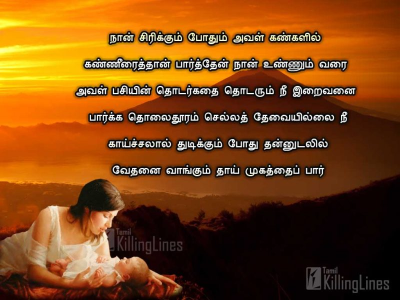 நான் சிரிக்கும் போதும் அவள் கண்களில்
கண்ணீரைத்தான் பார்த்தேன் நான் உண்ணும் வரை
அவள் பசியின் தொடர்கதை தொடரும் நீ இறைவனை
பார்க்க தொலைதூரம் செல்லத் தேவையில்லை நீ
காய்ச்சலால் துடிக்கும் போது தன்னுடலில்
வேதனை வாங்கும் தாய் முகத்தைப் பார்
Tamil
KillingLines
Tamil
KillingLines